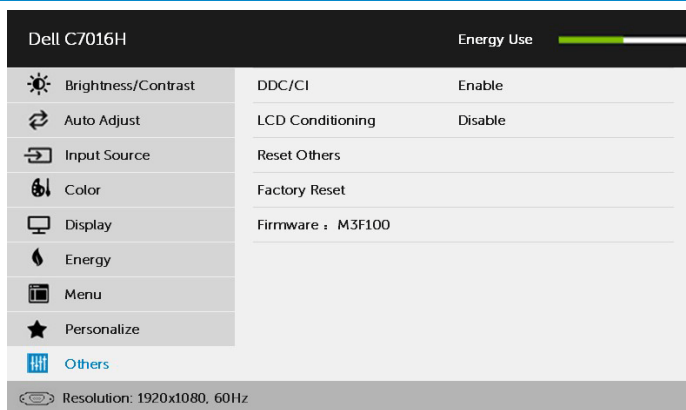 Dell C7016H Energy Use
Brightness/Contrast DDC/CI Enable
Auto Adjust LCD Conditioning Disable
Input Source Reset Others
Color Factory Reset
Display Firmware : M3F100
Energy
Menu
Personalize
Others
Resolution: 1920x1080, 60Hz